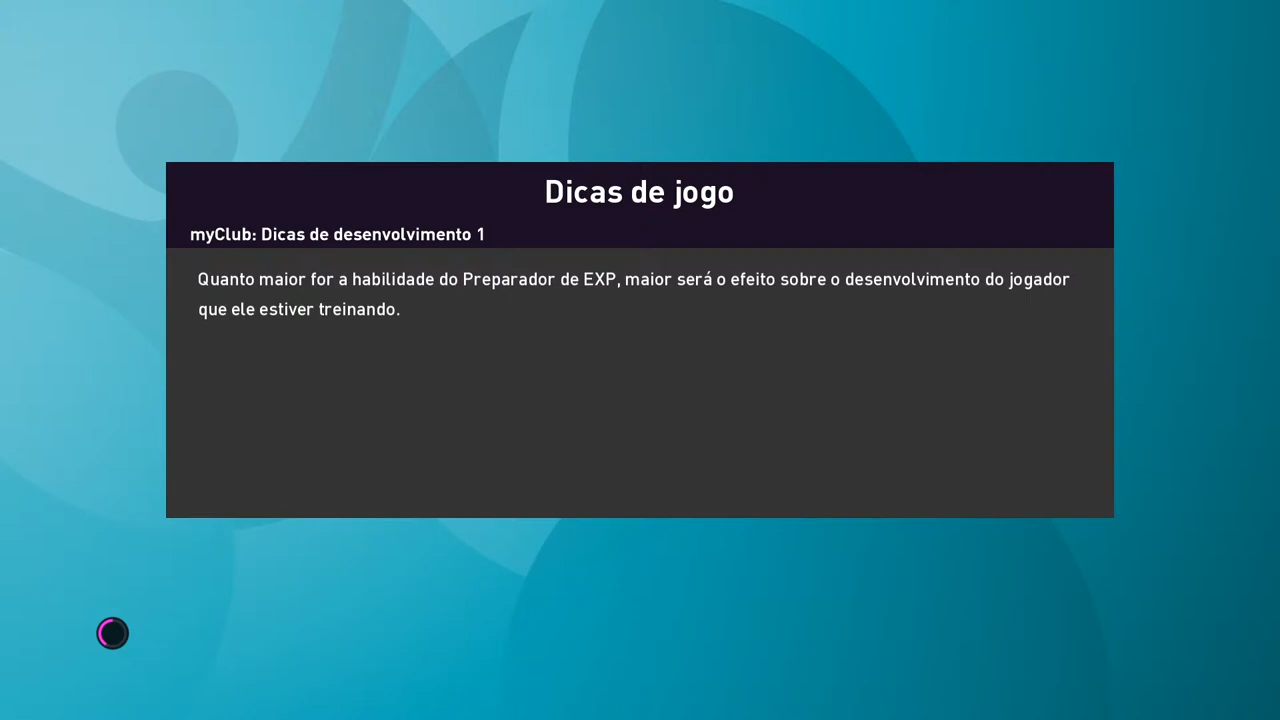 Dicas de jogo
myClub: Dicas de desenvolvimento 1
Quanto maior for a habilidade do Preparador de EXP, maior será o efeito sobre o desenvolvimento do jogador
que ele estiver treinando.